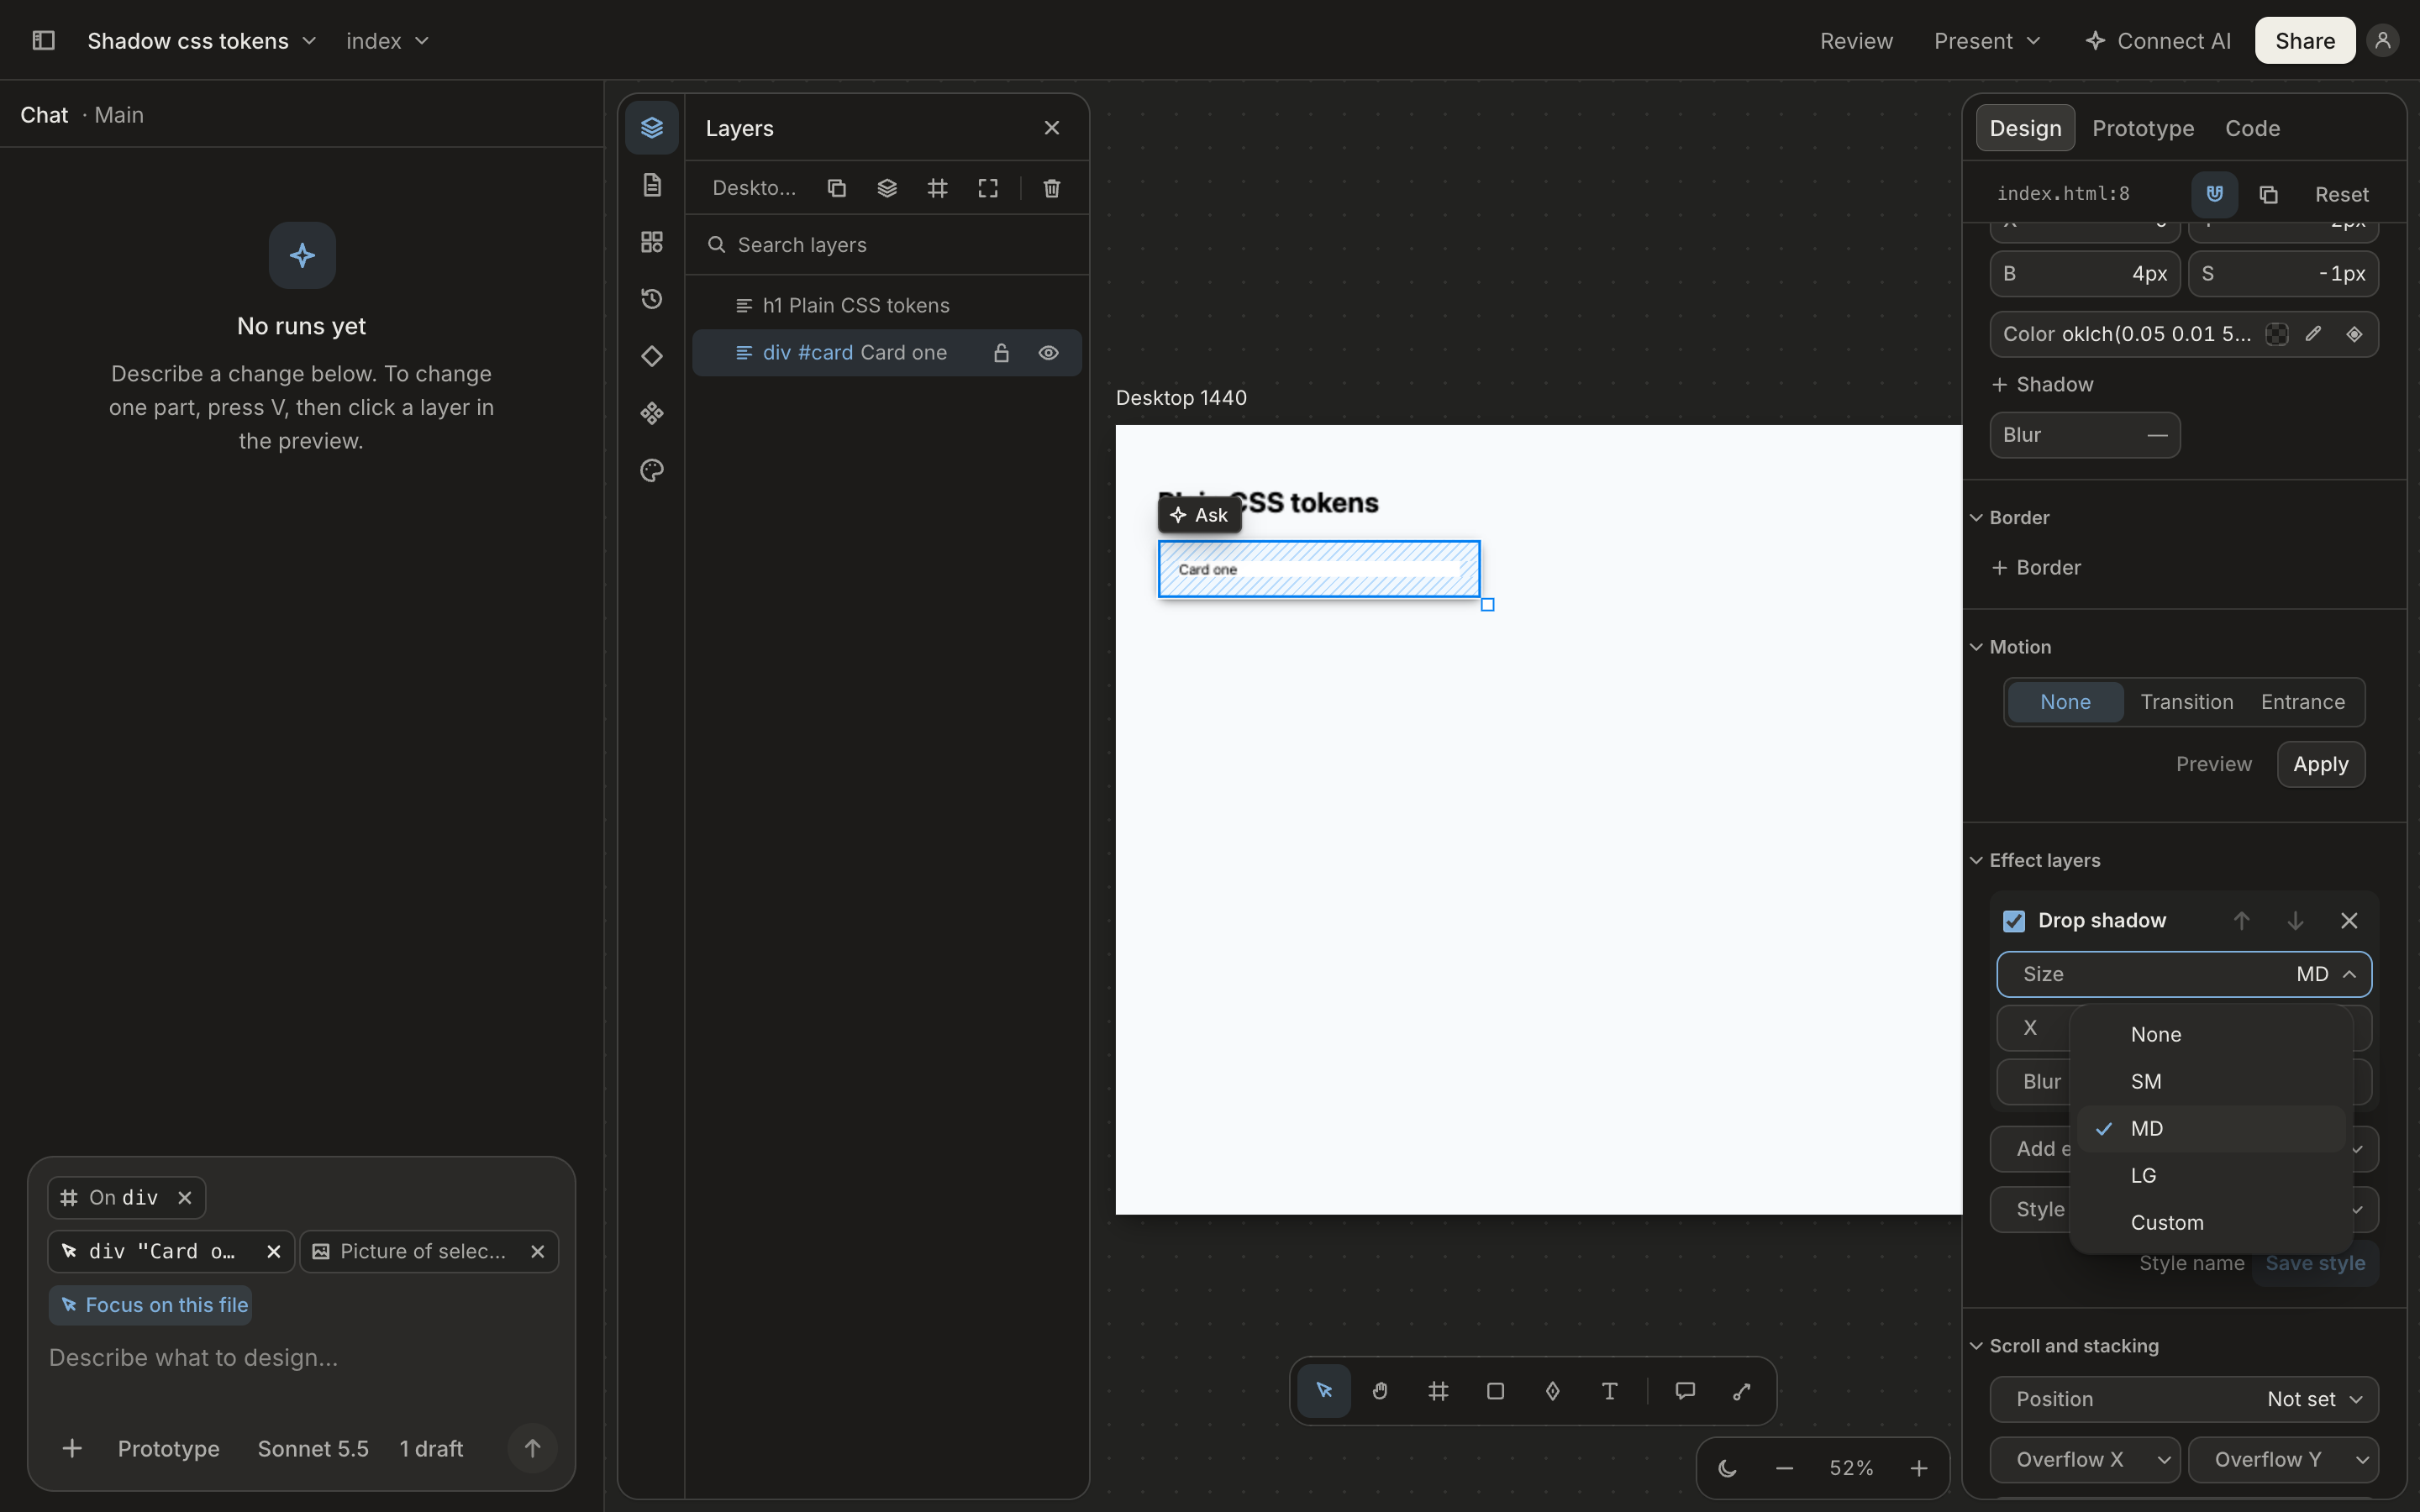 Shadow css tokens
index
Review
Present
Connect AI
Share
Chat · Main
No runs yet
Describe a change below. To change
one part, press V, then click a layer in
the preview.
On div
div "Card o...
Picture of selec...
Focus on this file
Describe what to design...
Prototype
Sonnet 5.5
1 draft
Layers
Deskto...
Search layers
h1 Plain CSS tokens
div #card Card one
Desktop 1440
CSS tokens
Ask
Card one
52%
Design
Prototype
Code
index.html:8
Reset
B 4px
S -1px
Color oklch(0.05 0.01 5...
Shadow
Blur —
Border
Border
Motion
None
Transition
Entrance
Preview
Apply
Effect layers
Drop shadow
Size MD
X
Blur
None
SM
MD
LG
Custom
Add e
Style
Style name
Save style
Scroll and stacking
Position Not set
Overflow X
Overflow Y